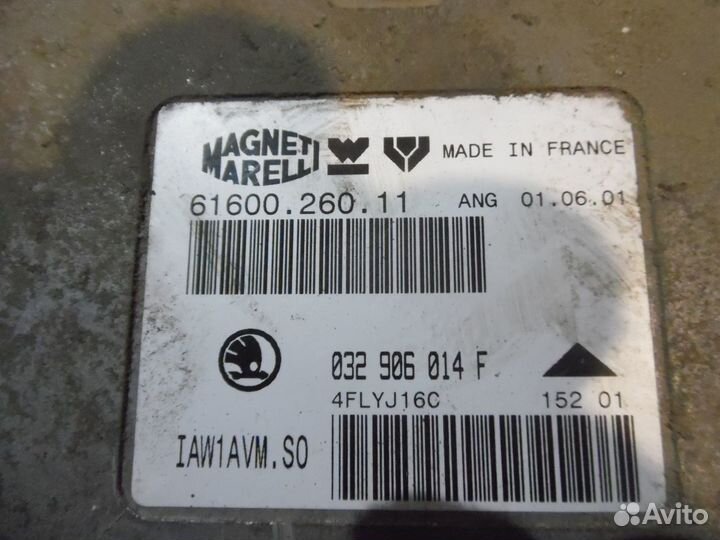 MAGNETI MARELLI MADE IN FRANCE
61600.260.11 ANG 01.06.01
032 906 014 F
4FLYJ16C 152 01
IAW1AVM.S0
Avito